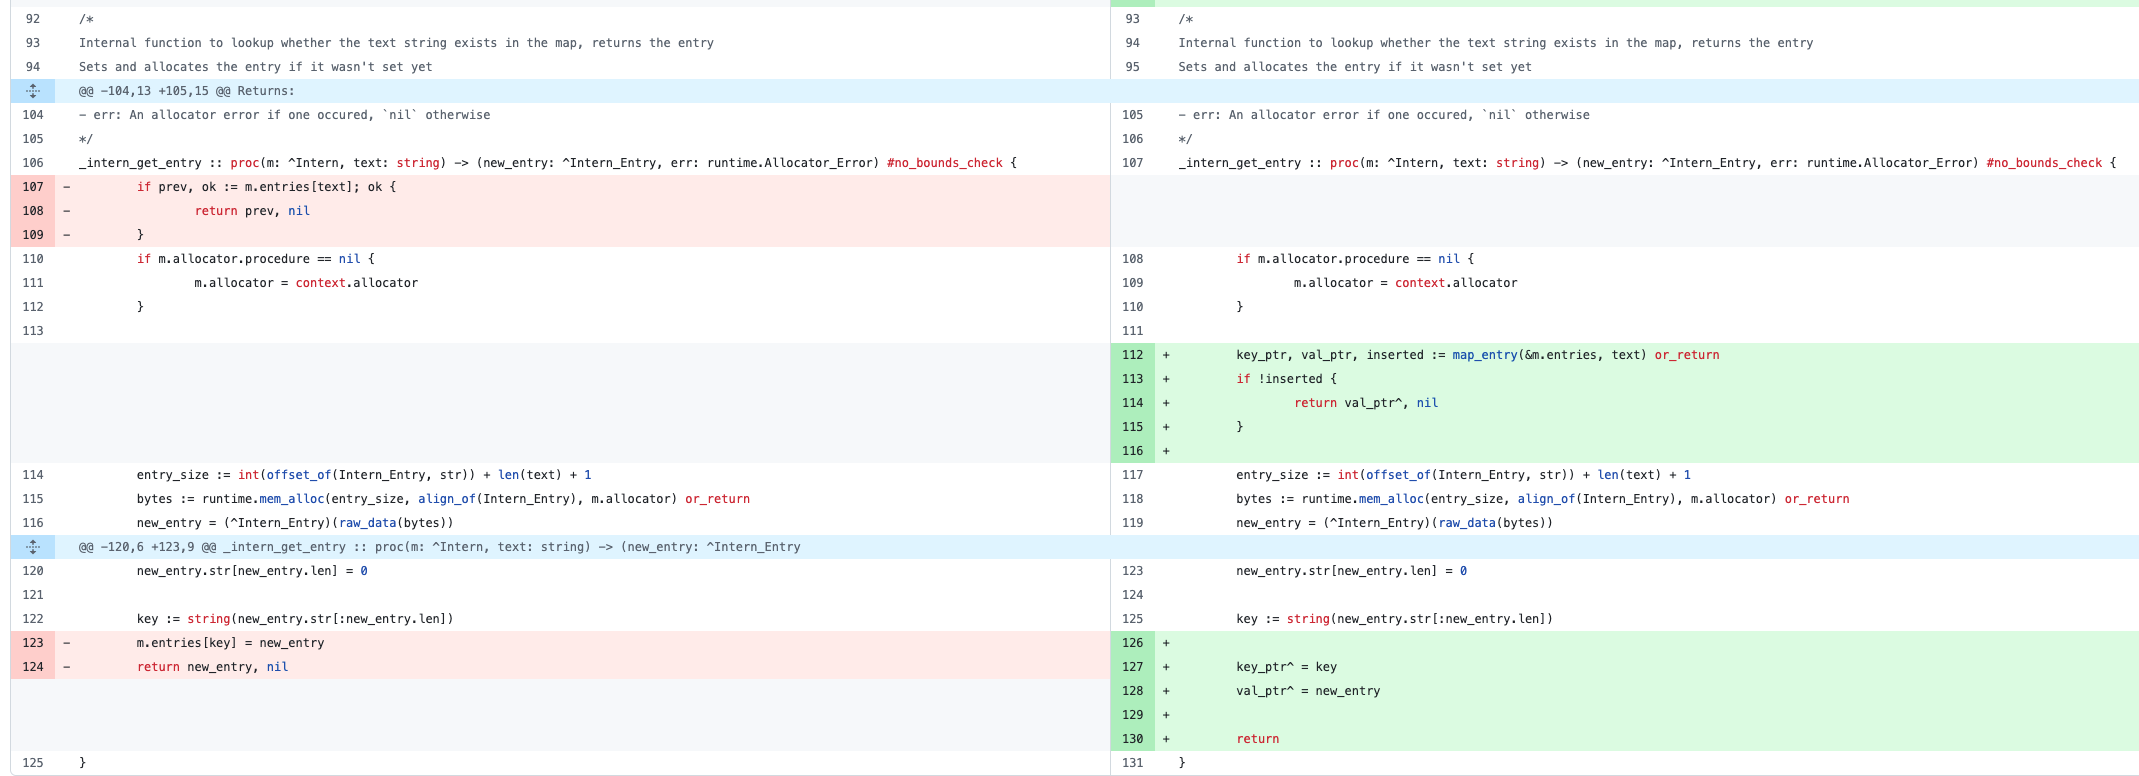 92 /*
93 Internal function to lookup whether the text string exists in the map, returns the entry
94 Sets and allocates the entry if it wasn't set yet
@@ -104,13 +105,15 @@ Returns:
104 - err: An allocator error if one occured, `nil` otherwise
105 */
106 _intern_get_entry :: proc(m: ^Intern, text: string) -> (new_entry: ^Intern_Entry, err: runtime.Allocator_Error) #no_bounds_check {
107 - if prev, ok := m.entries[text]; ok {
108 - return prev, nil
109 - }
110 if m.allocator.procedure == nil {
111 m.allocator = context.allocator
112 }
113
114 entry_size := int(offset_of(Intern_Entry, str)) + len(text) + 1
115 bytes := runtime.mem_alloc(entry_size, align_of(Intern_Entry), m.allocator) or_return
116 new_entry = (^Intern_Entry)(raw_data(bytes))
@@ -120,6 +123,9 @@ _intern_get_entry :: proc(m: ^Intern, text: string) -> (new_entry: ^Intern_Entry
120 new_entry.str[new_entry.len] = 0
121
122 key := string(new_entry.str[:new_entry.len])
123 - m.entries[key] = new_entry
124 - return new_entry, nil
125 }
93 /*
94 Internal function to lookup whether the text string exists in the map, returns the entry
95 Sets and allocates the entry if it wasn't set yet
105 - err: An allocator error if one occured, `nil` otherwise
106 */
107 _intern_get_entry :: proc(m: ^Intern, text: string) -> (new_entry: ^Intern_Entry, err: runtime.Allocator_Error) #no_bounds_check {
108 if m.allocator.procedure == nil {
109 m.allocator = context.allocator
110 }
111
112 + key_ptr, val_ptr, inserted := map_entry(&m.entries, text) or_return
113 + if !inserted {
114 + return val_ptr^, nil
115 + }
116 +
117 entry_size := int(offset_of(Intern_Entry, str)) + len(text) + 1
118 bytes := runtime.mem_alloc(entry_size, align_of(Intern_Entry), m.allocator) or_return
119 new_entry = (^Intern_Entry)(raw_data(bytes))
123 new_entry.str[new_entry.len] = 0
124
125 key := string(new_entry.str[:new_entry.len])
126 +
127 + key_ptr^ = key
128 + val_ptr^ = new_entry
129 +
130 + return
131 }